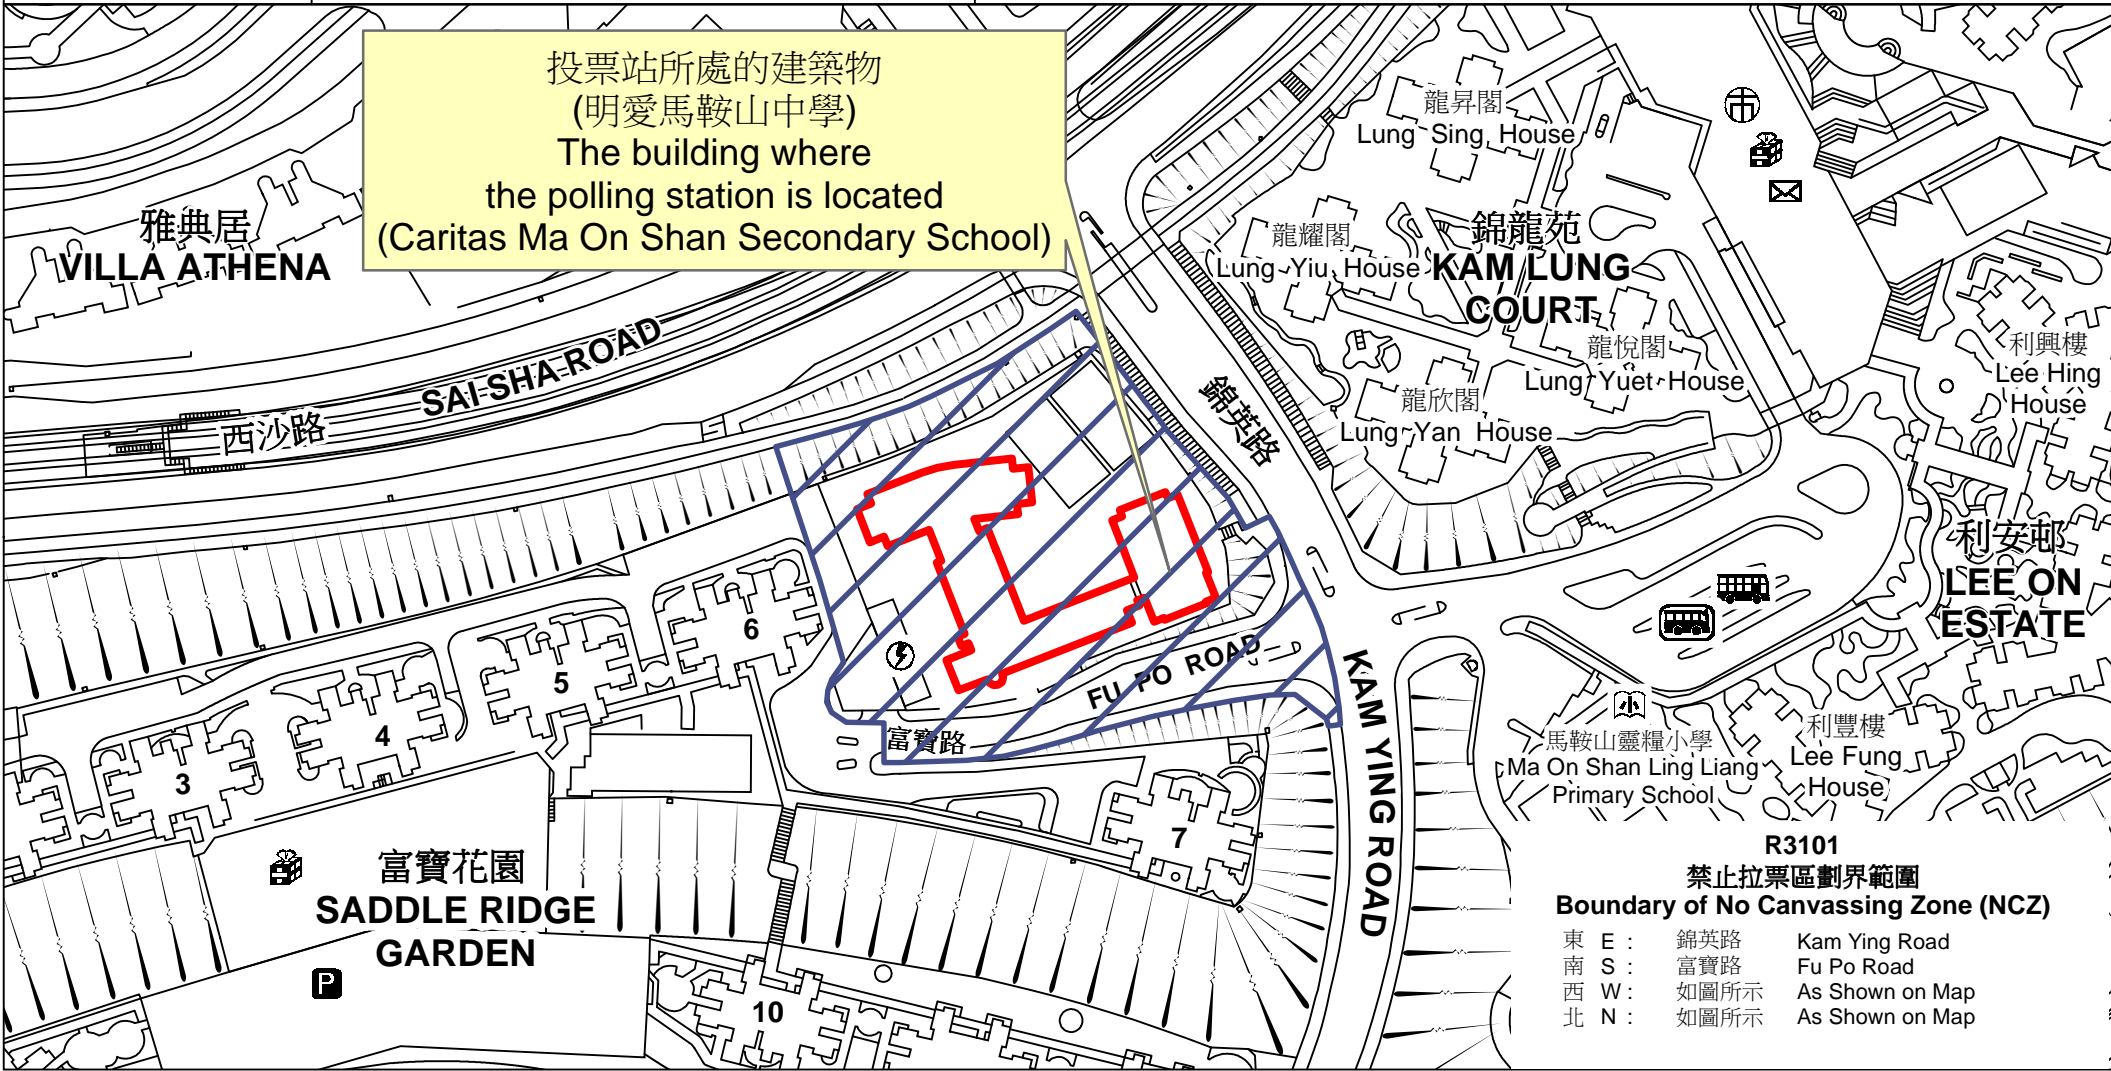 投票站所處的建築物
(明愛馬鞍山中學)
The building where
the polling station is located
(Caritas Ma On Shan Secondary School)
雅典居
VILLA ATHENA
西沙路
SAI SHA ROAD
龍昇閣
Lung Sing House
龍耀閣
Lung Yiu House
錦龍苑
KAM LUNG
COURT
龍悅閣
Lung Yuet House
龍欣閣
Lung Yan House
錦英路
利興樓
Lee Hing
House
利安邨
LEE ON
ESTATE
6
5
4
3
FU PO ROAD
富寶路
KAM YING ROAD
7
小
馬鞍山靈糧小學
Ma On Shan Ling Liang
Primary School
利豐樓
Lee Fung
House
富寶花園
SADDLE RIDGE
GARDEN
P
10
R3101
禁止拉票區劃界範圍
Boundary of No Canvassing Zone (NCZ)
東 E : 錦英路 Kam Ying Road
南 S : 富寶路 Fu Po Road
西 W : 如圖所示 As Shown on Map
北 N : 如圖所示 As Shown on Map